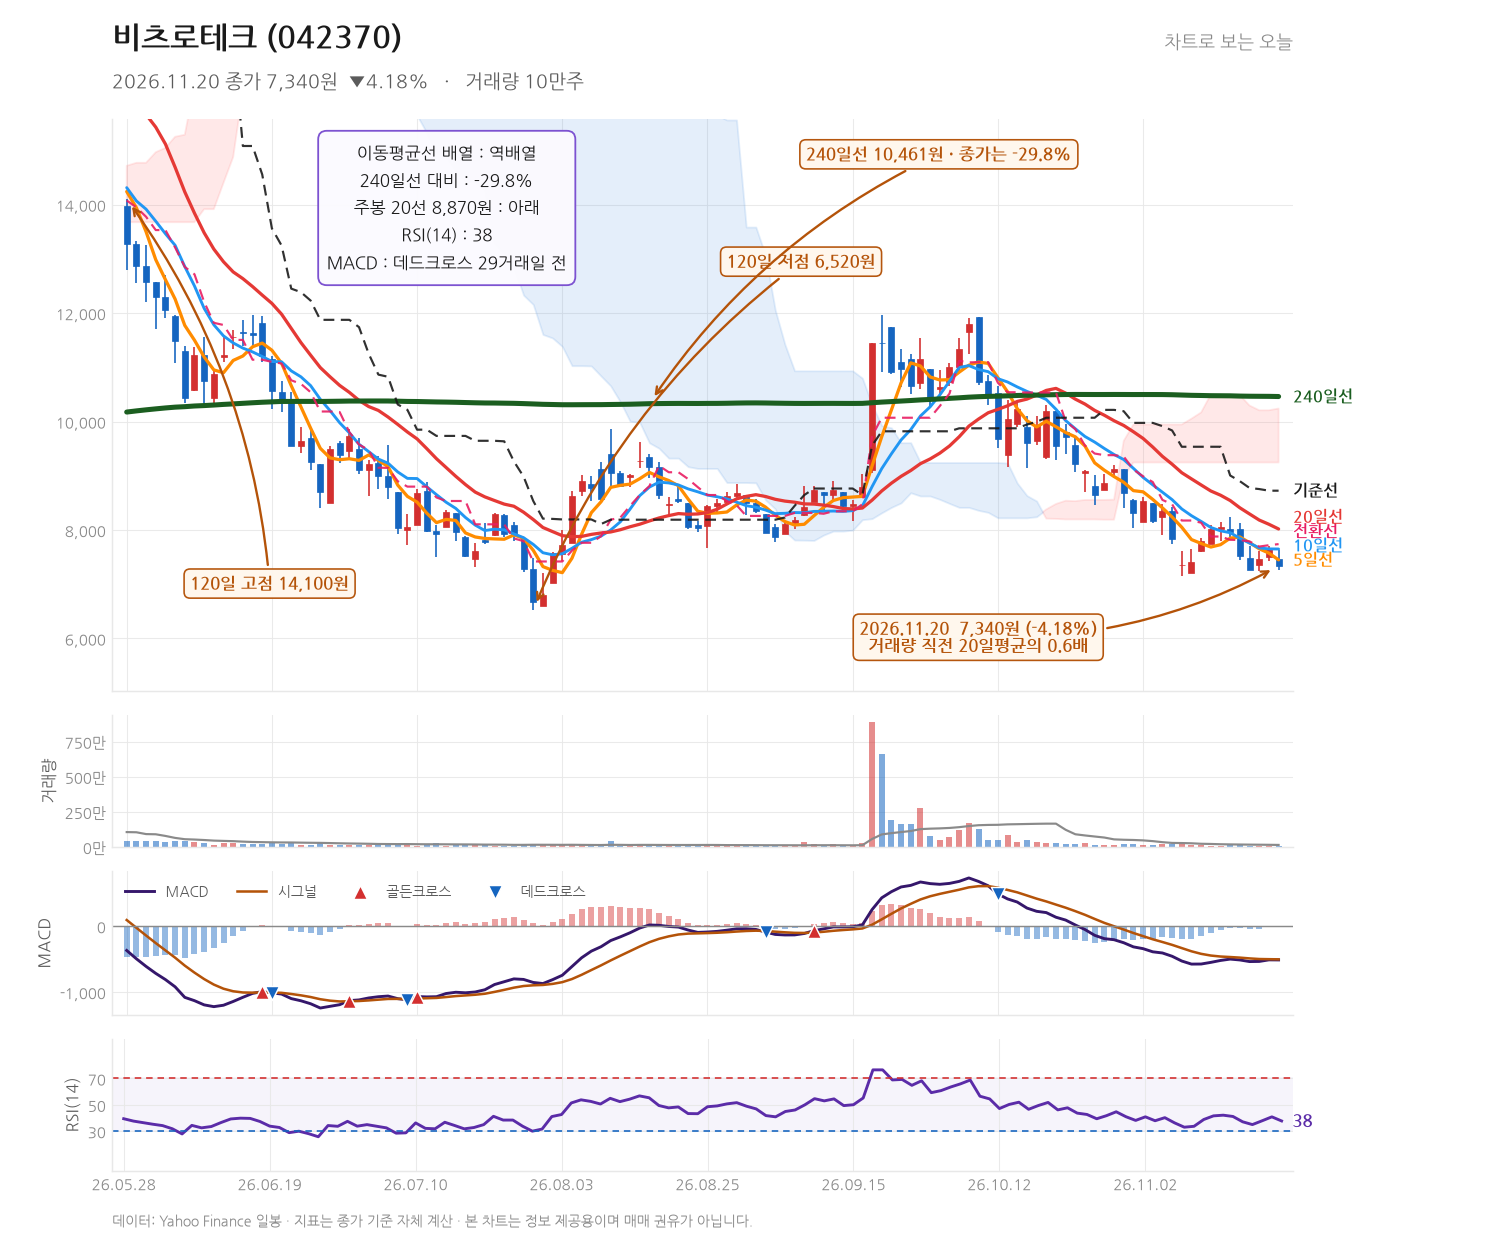 비츠로테크 (042370)
차트로 보는 오늘
2026.11.20 종가 7,340원 ▼4.18% · 거래량 10만주
이동평균선 배열 : 역배열
240일선 대비 : -29.8%
주봉 20선 8,870원 : 아래
RSI(14) : 38
MACD : 데드크로스 29거래일 전
240일선 10,461원 · 종가는 -29.8%
120일 저점 6,520원
120일 고점 14,100원
2026.11.20 7,340원 (-4.18%)
거래량 직전 20일평균의 0.6배
14,000
12,000
10,000
8,000
6,000
240일선
기준선
20일선
전환선
10일선
5일선
거래량
750만
500만
250만
0만
MACD
MACD 시그널 골든크로스 데드크로스
0
-1,000
RSI(14)
70
50
30
38
26.05.28 26.06.19 26.07.10 26.08.03 26.08.25 26.09.15 26.10.12 26.11.02
데이터: Yahoo Finance 일봉 · 지표는 종가 기준 자체 계산 · 본 차트는 정보 제공용이며 매매 권유가 아닙니다.